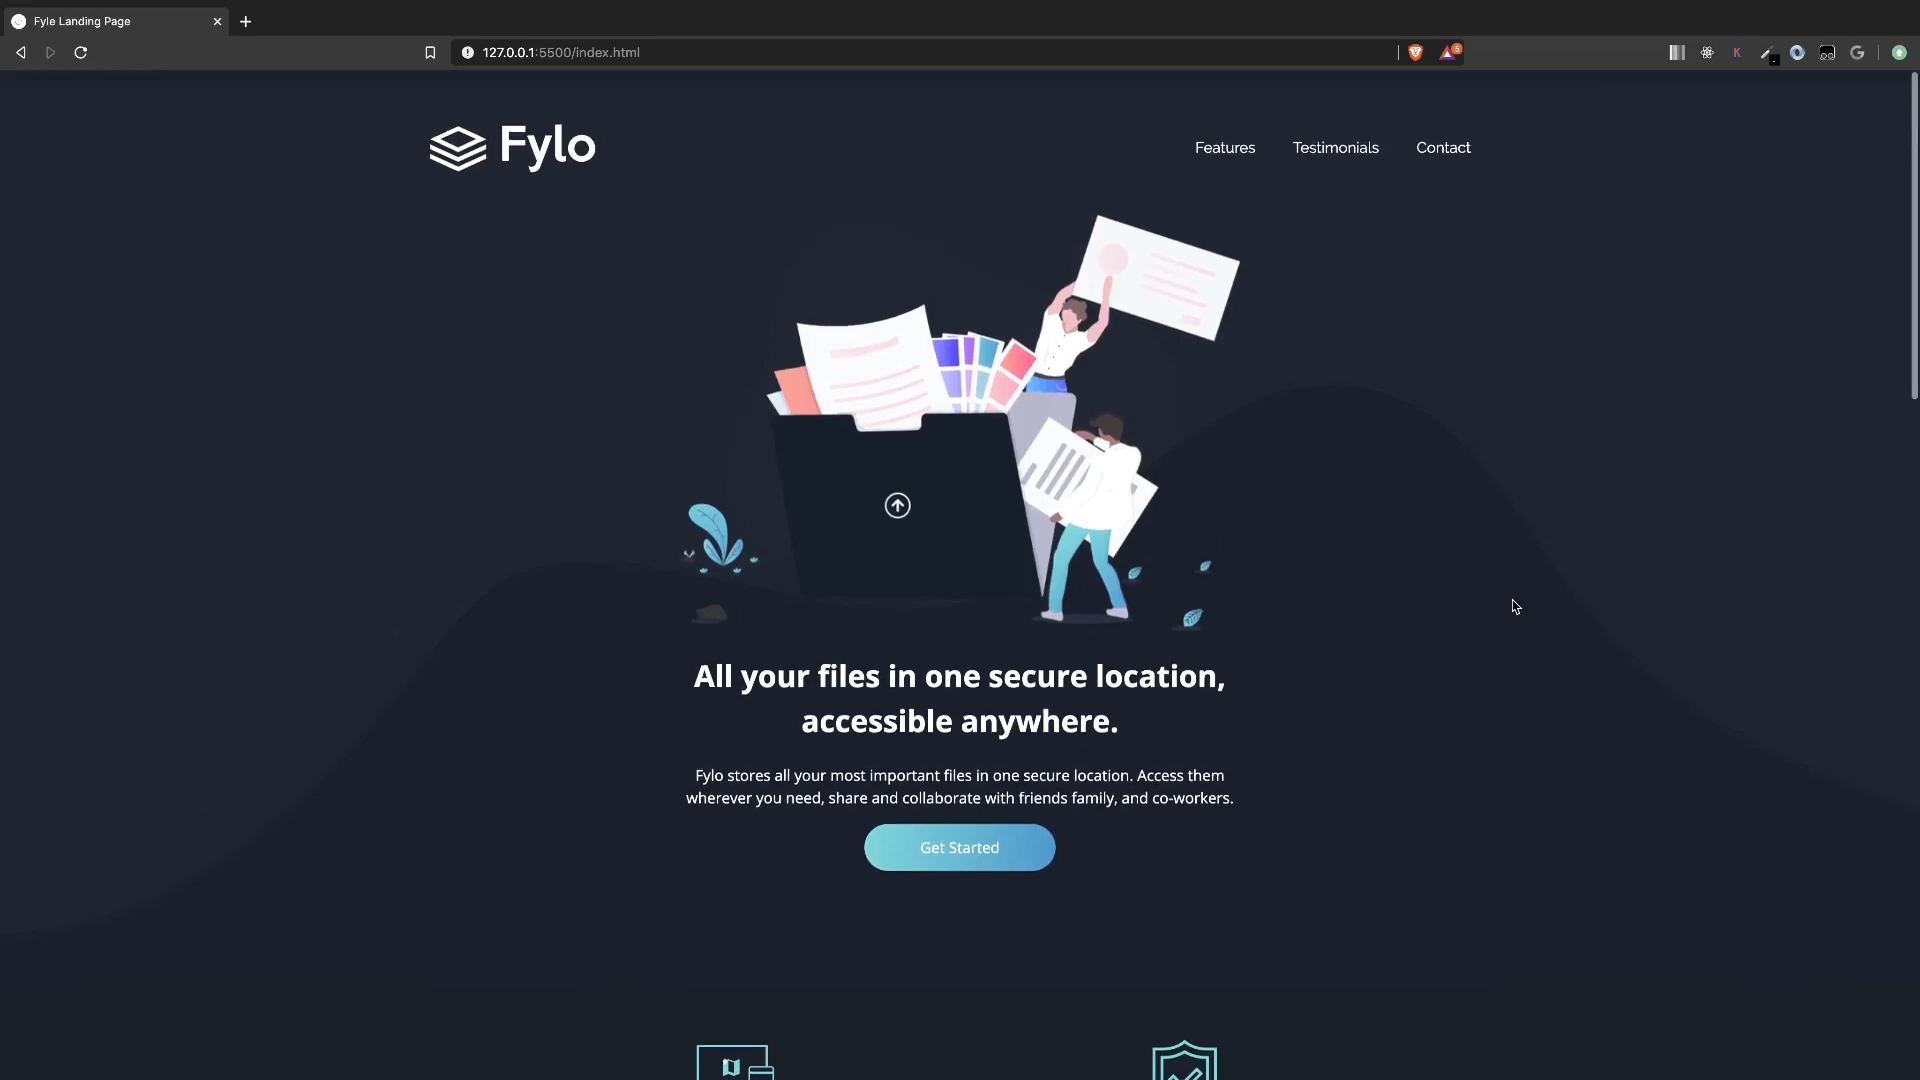 Fyle Landing Page
127.0.0.1:5500/index.html
5
K
G
Fylo
Features
Testimonials
Contact
All your files in one secure location,
accessible anywhere.
Fylo stores all your most important files in one secure location. Access them
wherever you need, share and collaborate with friends family, and co-workers.
Get Started